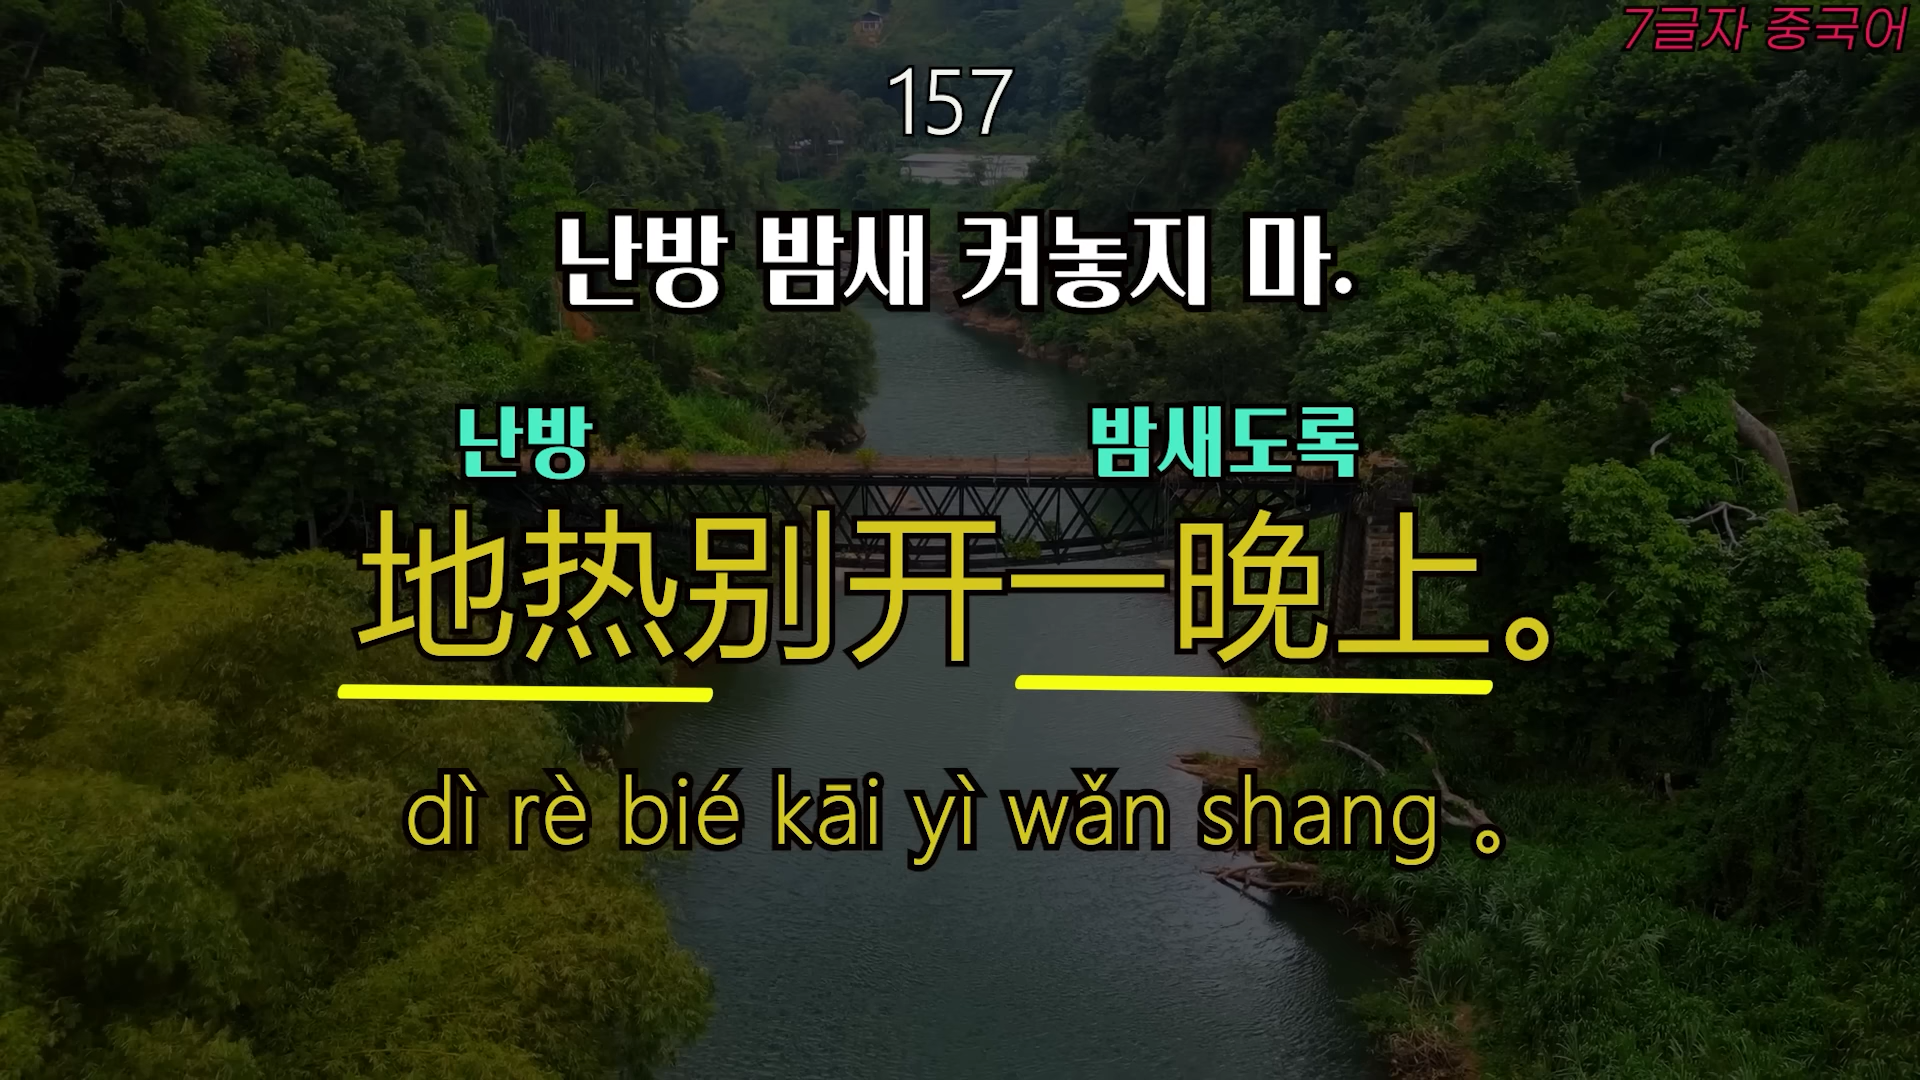 7글자 중국어
157
난방 밤새 켜놓지 마.
난방 밤새도록
地热别开一晚上。
dì rè bié kāi yì wǎn shang 。